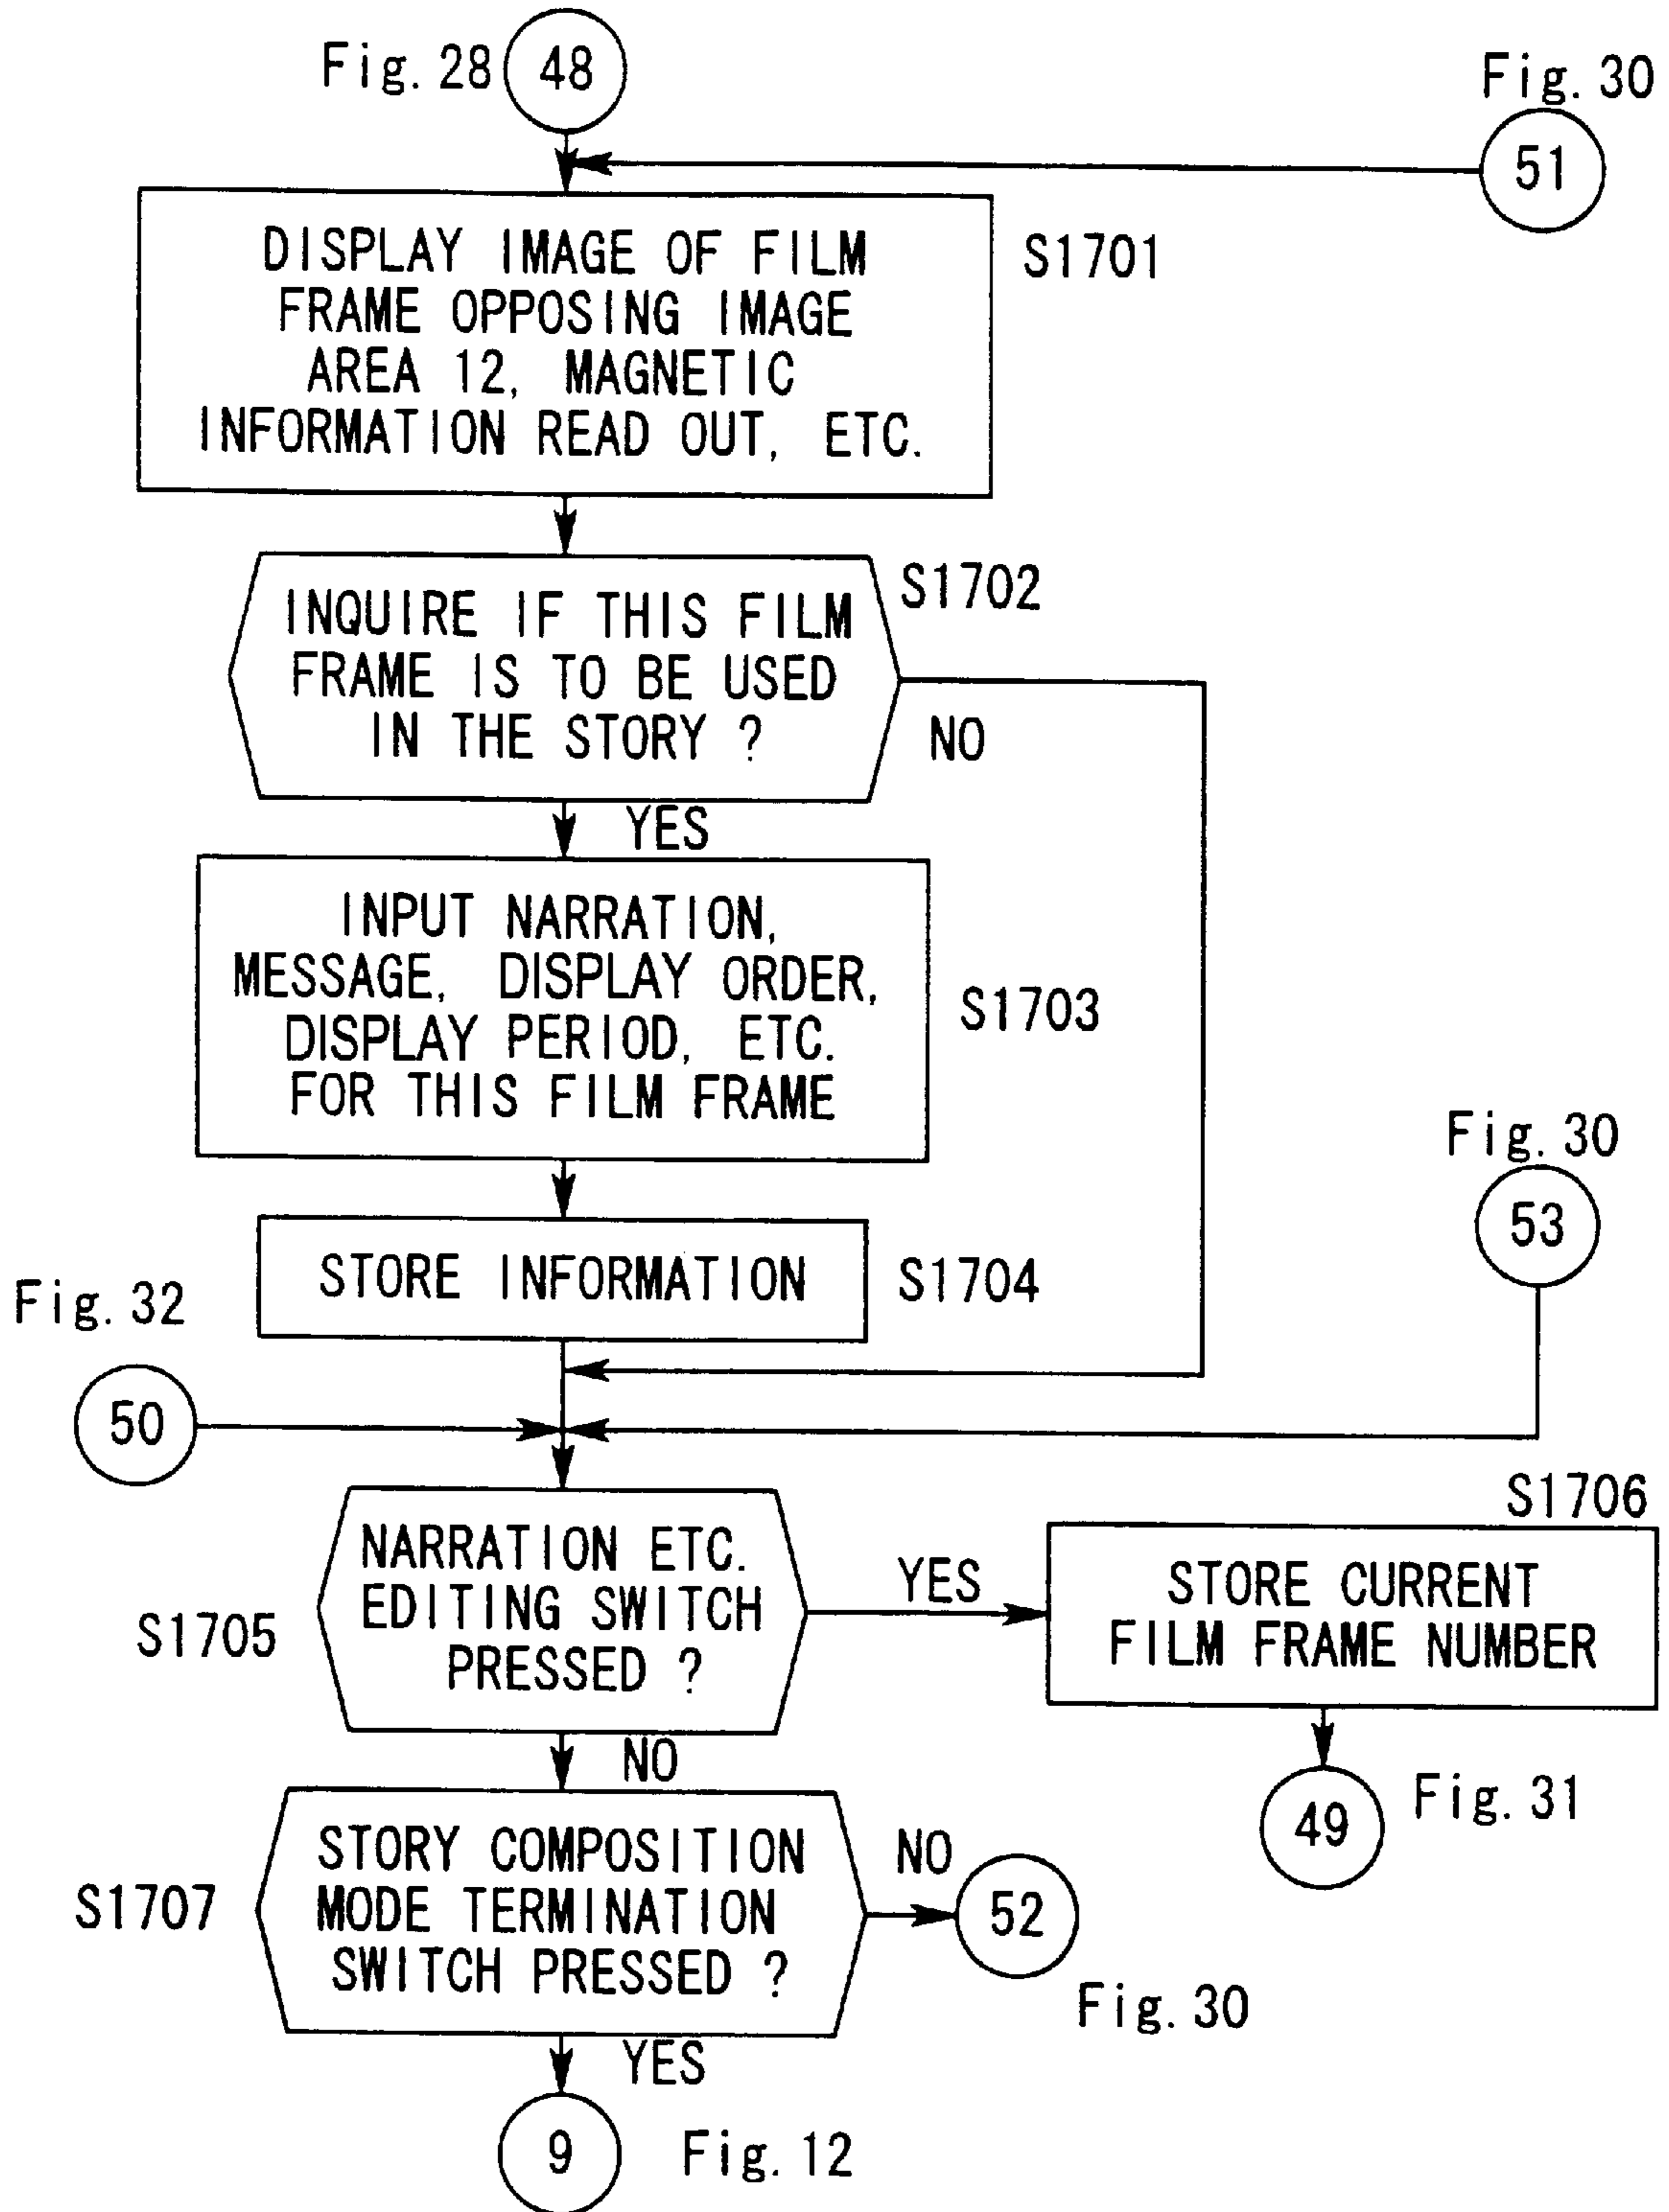 Fig. 28
48
Fig. 30
51
DISPLAY IMAGE OF FILM
FRAME OPPOSING IMAGE
AREA 12, MAGNETIC
INFORMATION READ OUT, ETC.
S1701
INQUIRE IF THIS FILM
FRAME IS TO BE USED
IN THE STORY ?
S1702
NO
YES
INPUT NARRATION,
MESSAGE, DISPLAY ORDER,
DISPLAY PERIOD, ETC.
FOR THIS FILM FRAME
S1703
Fig. 30
53
STORE INFORMATION
S1704
Fig. 32
50
NARRATION ETC.
EDITING SWITCH
PRESSED ?
S1705
YES
S1706
STORE CURRENT
FILM FRAME NUMBER
NO
49
Fig. 31
STORY COMPOSITION
MODE TERMINATION
SWITCH PRESSED ?
S1707
NO
52
Fig. 30
YES
9
Fig. 12